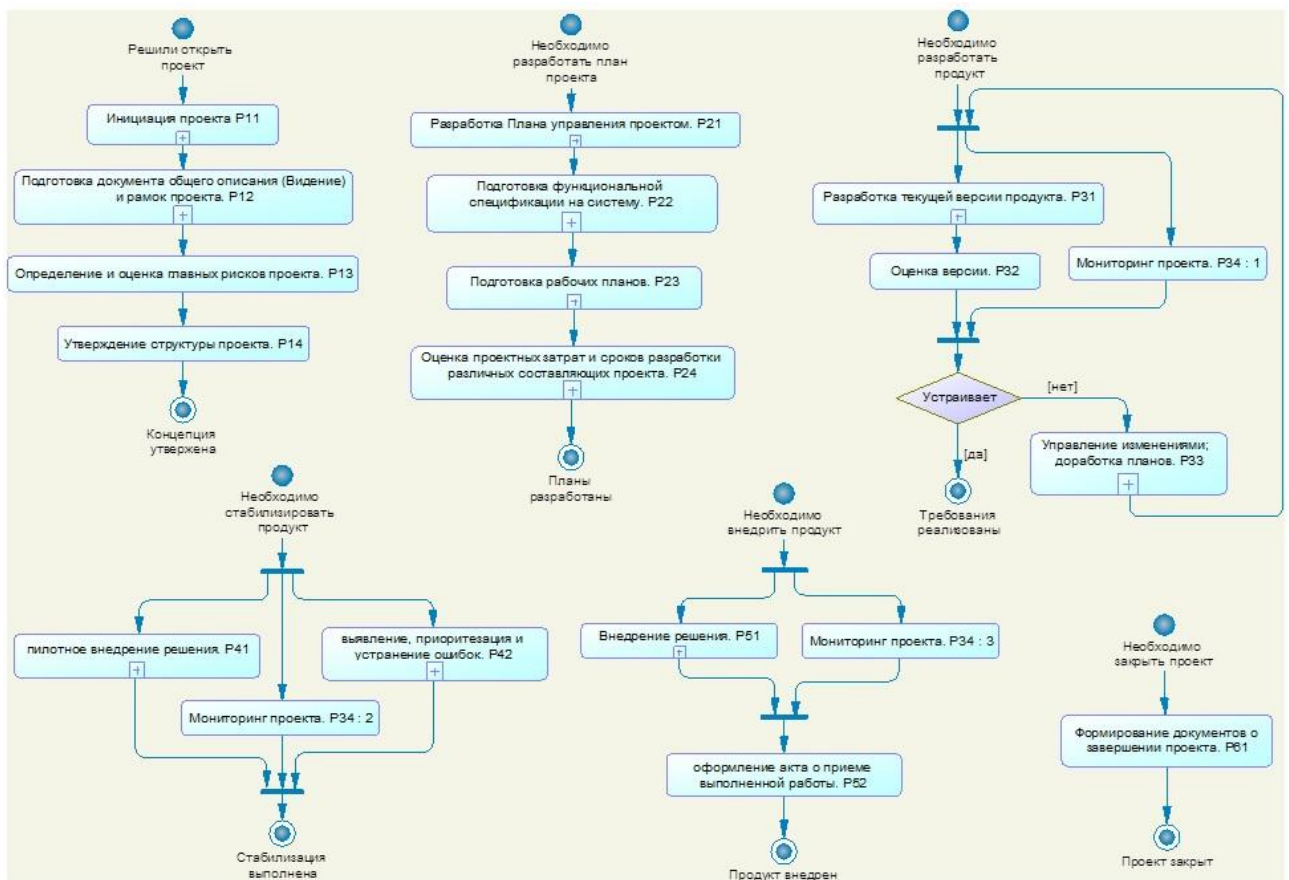 Решили открыть
проект
Инициация проекта P11
Подготовка документа общего описания (Видение)
и рамок проекта. P12
Определение и оценка главных рисков проекта. P13
Утверждение структуры проекта. P14
Концепция
утвержена
Необходимо
разработать план
проекта
Разработка Плана управления проектом. P21
Подготовка функциональной
спецификации на систему. P22
Подготовка рабочих планов. P23
Оценка проектных затрат и сроков разработки
различных составляющих проекта. P24
Планы
разработаны
Необходимо
разработать
продукт
Разработка текущей версии продукта. P31
Оценка версии. P32
Мониторинг проекта. P34 : 1
Устраивает
[нет]
[да]
Управление изменениями;
доработка планов. P33
Требования
реализованы
Необходимо
стабилизировать
продукт
пилотное внедрение решения. P41
выявление, приоритезация и
устранение ошибок. P42
Мониторинг проекта. P34 : 2
Стабилизация
выполнена
Необходимо
внедрить продукт
Внедрение решения. P51
Мониторинг проекта. P34 : 3
оформление акта о приеме
выполненной работы. P52
Продукт внедрен
Необходимо
закрыть проект
Формирование документов о
завершении проекта. P61
Проект закрыт